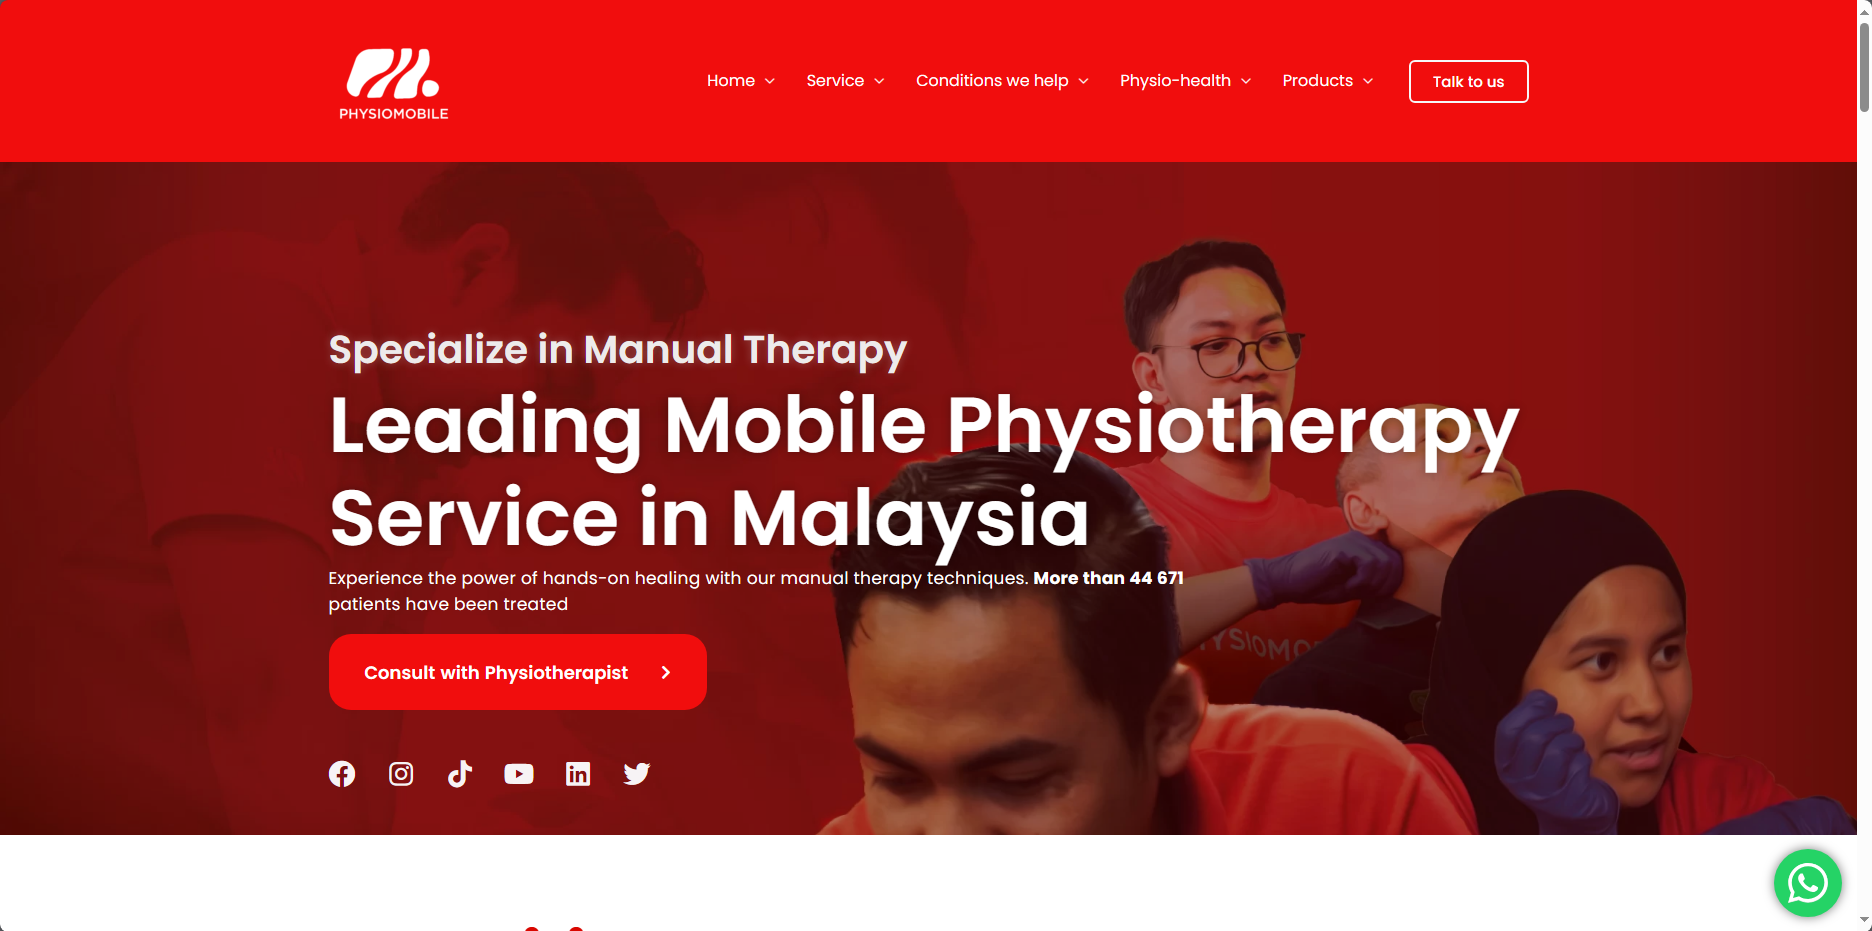 PHYSIOMOBILE
Home
Service
Conditions we help
Physio-health
Products
Talk to us
Specialize in Manual Therapy
Leading Mobile Physiotherapy
Service in Malaysia
Experience the power of hands-on healing with our manual therapy techniques. More than 44 671
patients have been treated
Consult with Physiotherapist